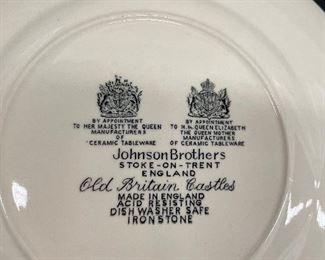 BY APPOINTMENT
TO HER MAJESTY THE QUEEN
MANUFACTURERS
OF
CERAMIC TABLEWARE
BY APPOINTMENT
TO H.M. QUEEN ELIZABETH
THE QUEEN MOTHER
MANUFACTURERS
OF CERAMIC TABLEWARE
Johnson Brothers
STOKE-ON-TRENT
ENGLAND
Old Britain Castles
MADE IN ENGLAND
ACID RESISTING
DISH WASHER SAFE
IRONSTONE